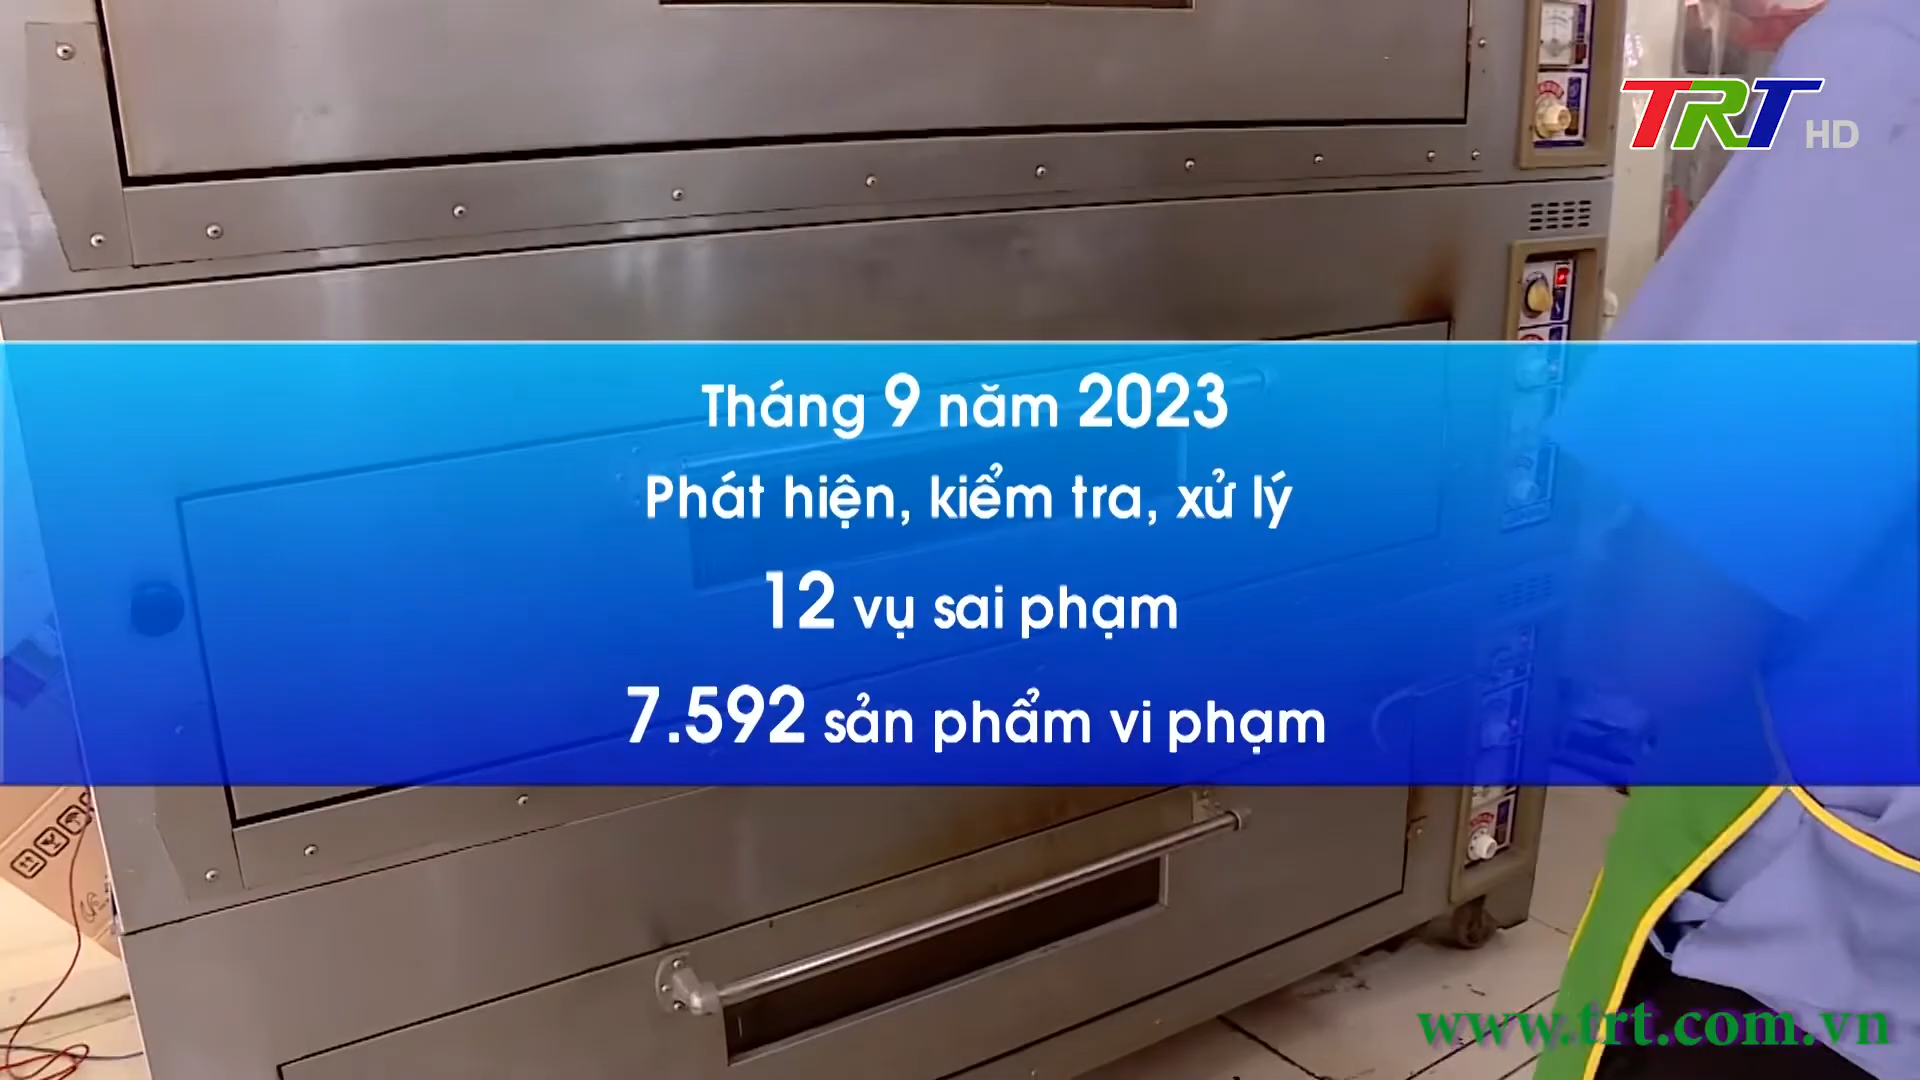 TRT HD
Tháng 9 năm 2023
Phát hiện, kiểm tra, xử lý
12 vụ sai phạm
7.592 sản phẩm vi phạm
www.trt.com.vn